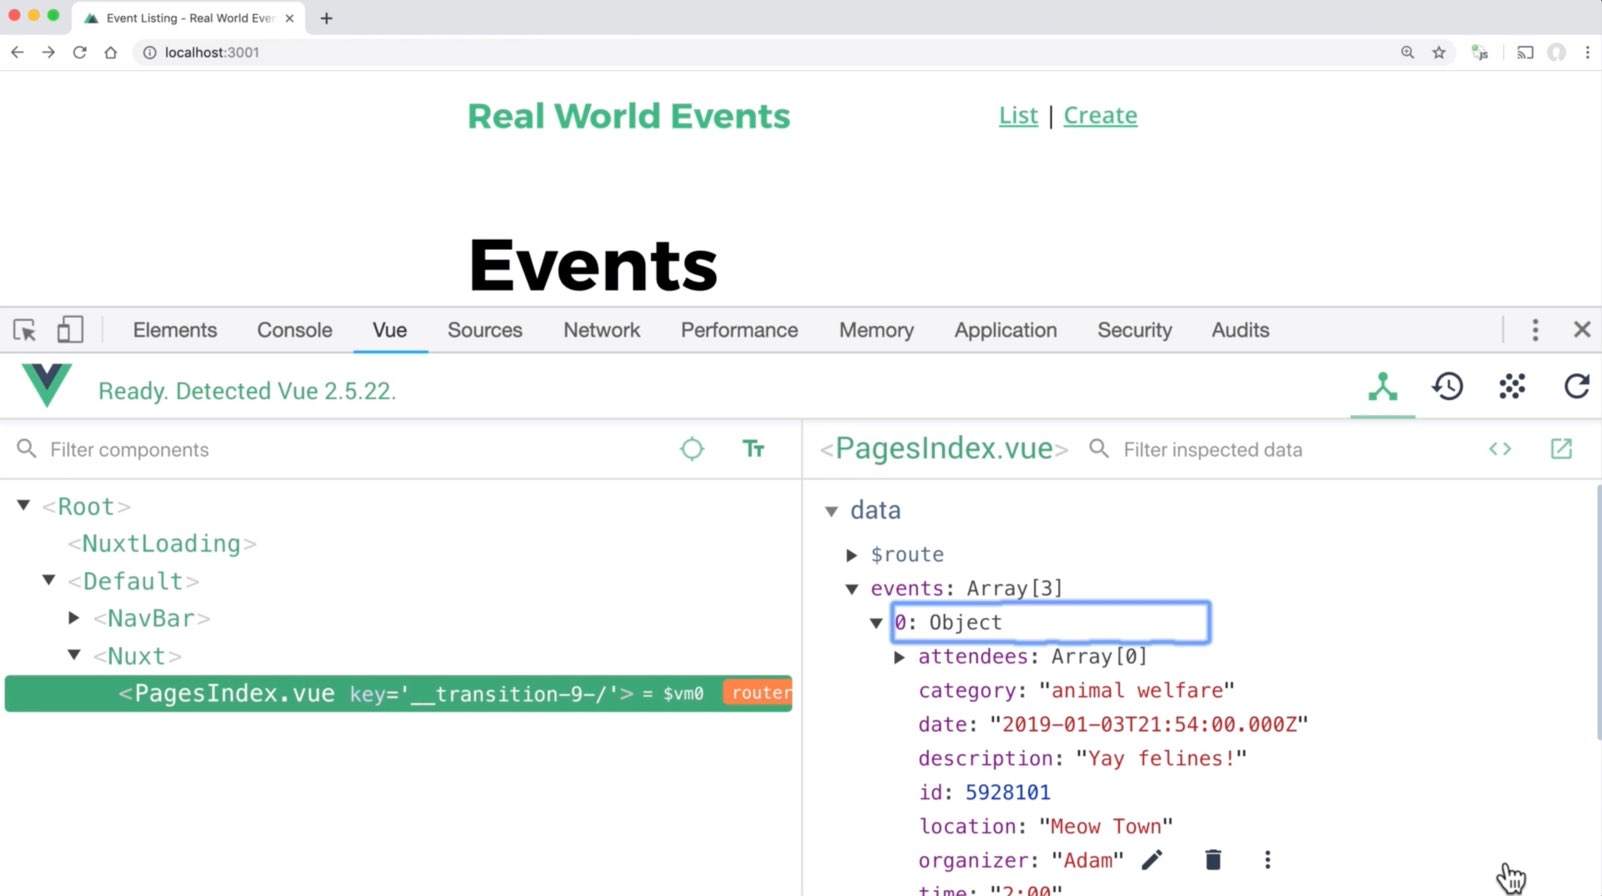 Event Listing - Real World Even
localhost:3001
Real World Events
List | Create
Events
Elements Console Vue Sources Network Performance Memory Application Security Audits
Ready. Detected Vue 2.5.22.
Filter components
<PagesIndex.vue> Filter inspected data
<Root>
<NuxtLoading>
<Default>
<NavBar>
<Nuxt>
<PagesIndex.vue key='__transition-9-/'> = $vm0 router
data
$route
events: Array[3]
0: Object
attendees: Array[0]
category: "animal welfare"
date: "2019-01-03T21:54:00.000Z"
description: "Yay felines!"
id: 5928101
location: "Meow Town"
organizer: "Adam"
time: "2:00"